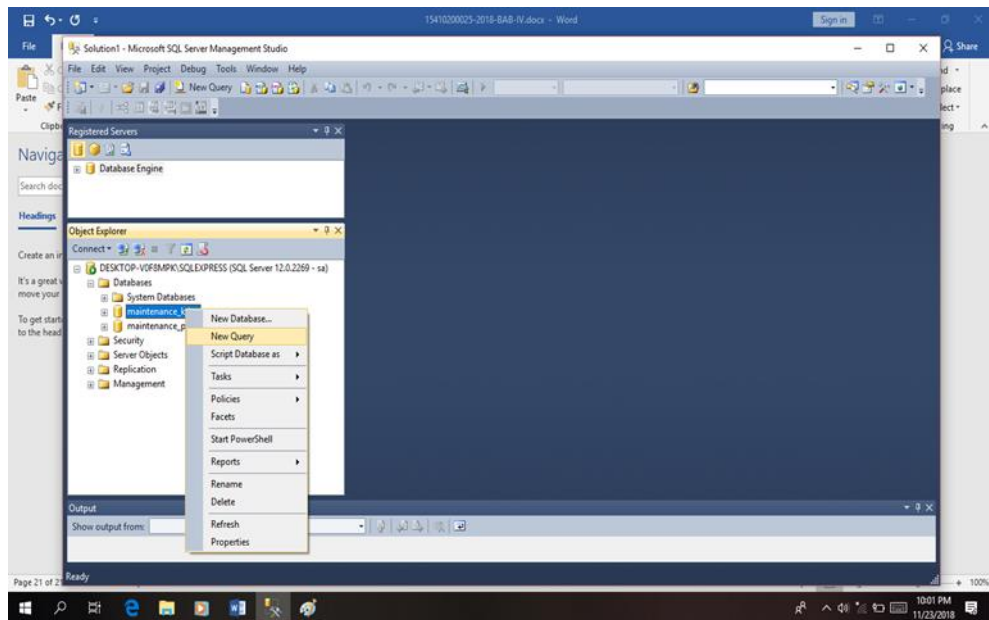 15410200025-2018-BAB-IV.docx - Word
Sign in
File
Share
Solution1 - Microsoft SQL Server Management Studio
File Edit View Project Debug Tools Window Help
New Query
Paste
Clipb
Registered Servers
Database Engine
Naviga
Search doc
Headings
Create an in
It's a great
move your
To get start
to the head
Object Explorer
Connect
DESKTOP-V0F8MPK\SQLEXPRESS (SQL Server 12.0.2269 - sa)
Databases
System Databases
maintenance_k
maintenance_p
Security
Server Objects
Replication
Management
New Database...
New Query
Script Database as
Tasks
Policies
Facets
Start PowerShell
Reports
Rename
Delete
Refresh
Properties
Output
Show output from:
Ready
Page 21 of 2
100%
10:01 PM
11/23/2018